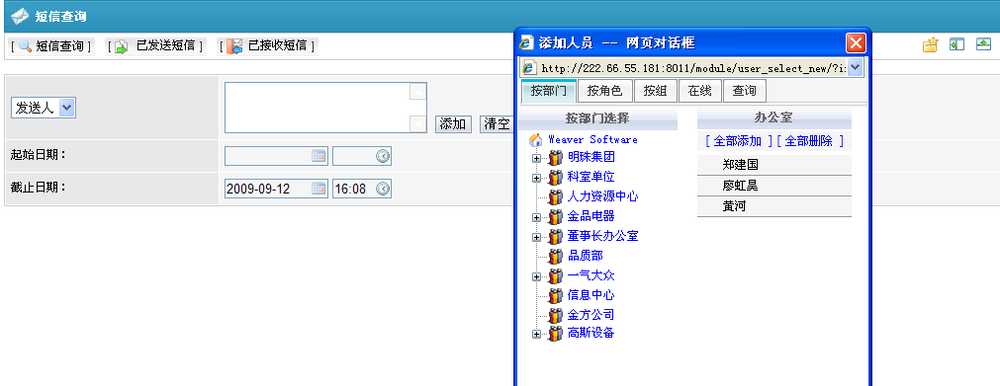 短信查询
[ 短信查询 ] [ 已发送短信 ] [ 已接收短信 ]
发送人
添加 清空
起始日期：
截止日期： 2009-09-12 16:08
添加人员 -- 网页对话框
http://222.66.55.181:8011/module/user_select_new/?i
按部门 按角色 按组 在线 查询
按部门选择
Weaver Software
明珠集团
科室单位
人力资源中心
金品电器
董事长办公室
品质部
一气大众
信息中心
金方公司
高斯设备
办公室
[ 全部添加 ] [ 全部删除 ]
郑建国
廖虹昊
黄河